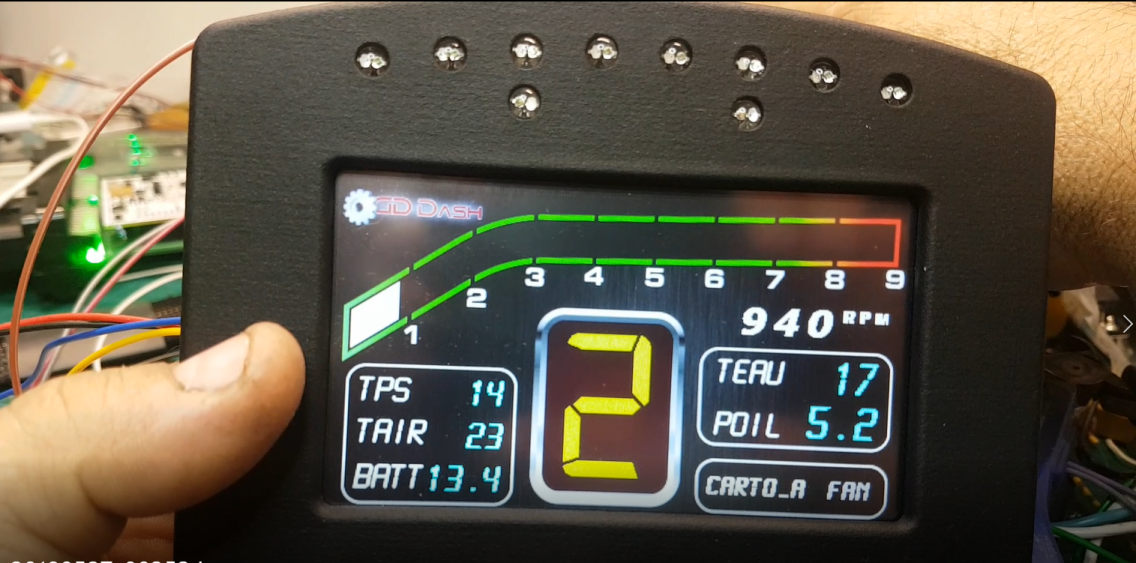 GD DASH
1 2 3 4 5 6 7 8 9
940 RPM
TPS 14
TAIR 23
BATT 13.4
2
TEAU 17
POIL 5.2
CARTO_A FAN